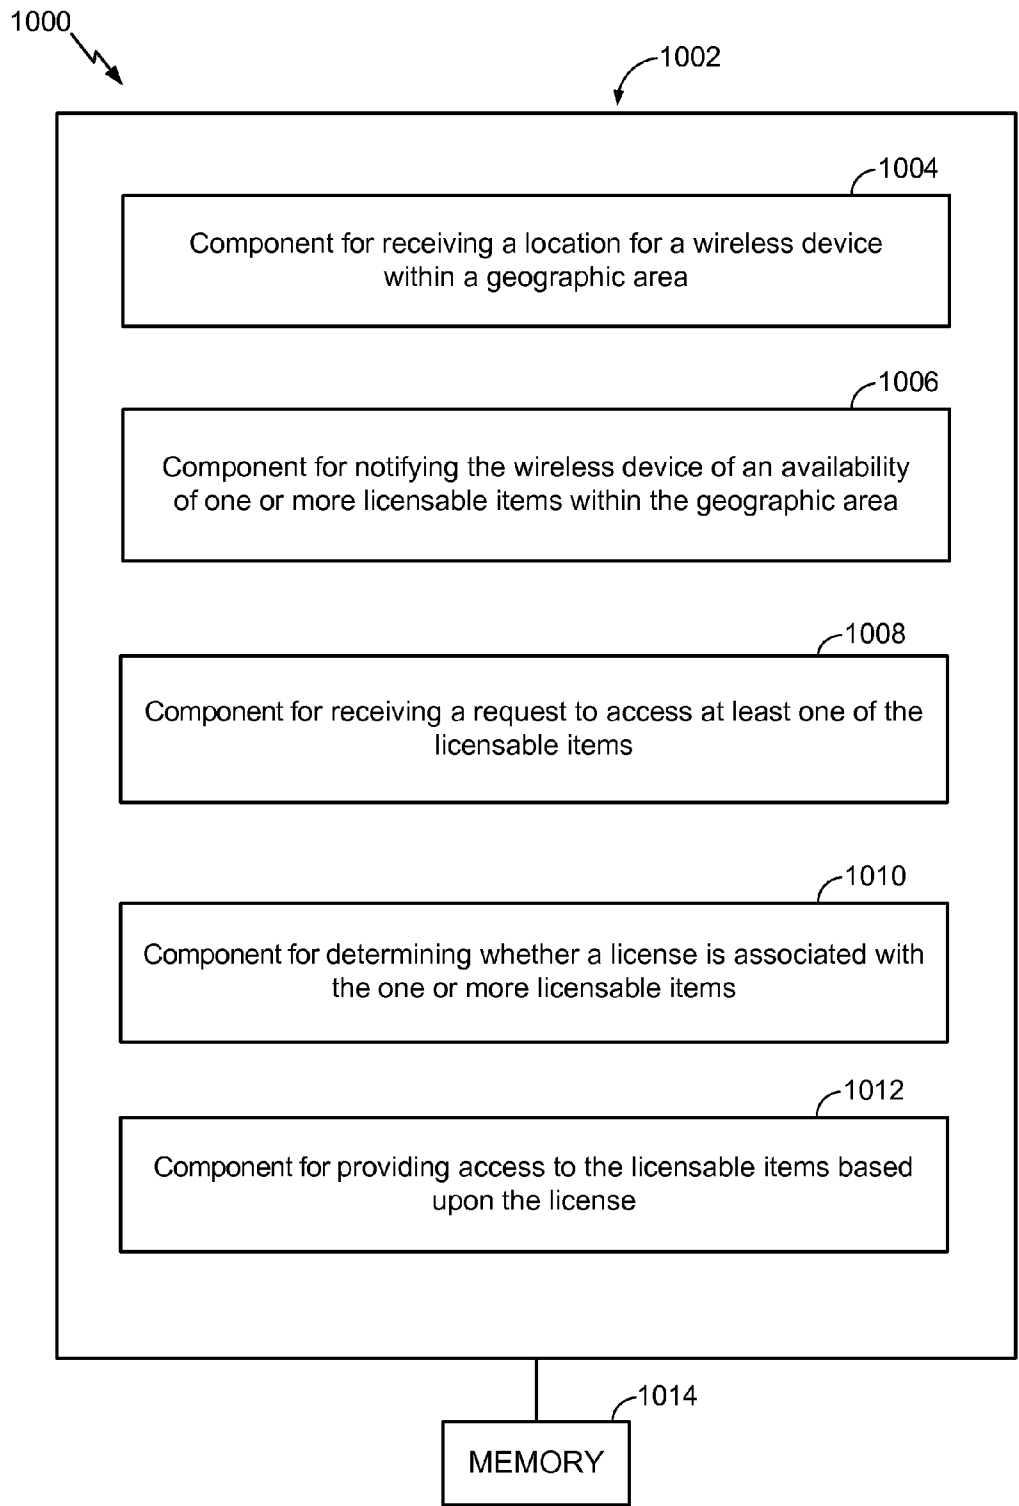 1000
1002
1004
Component for receiving a location for a wireless device
within a geographic area
1006
Component for notifying the wireless device of an availability
of one or more licensable items within the geographic area
1008
Component for receiving a request to access at least one of the
licensable items
1010
Component for determining whether a license is associated with
the one or more licensable items
1012
Component for providing access to the licensable items based
upon the license
1014
MEMORY